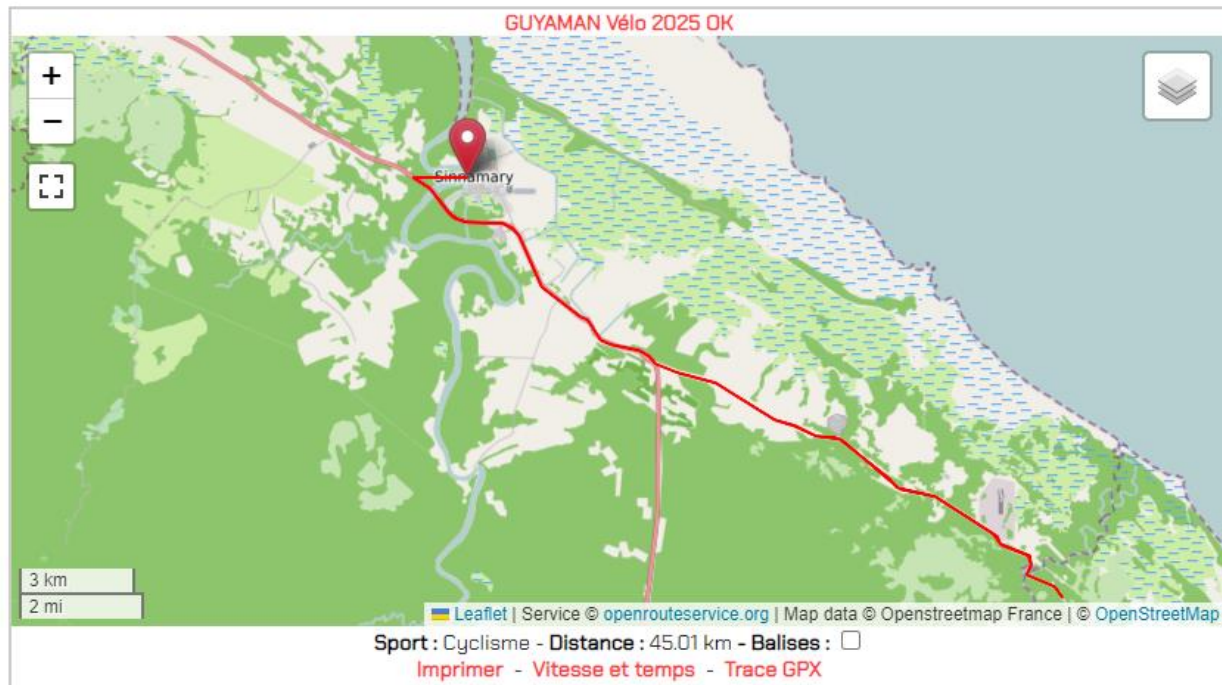 GUYAMAN Vélo 2025 OK
+
−
Sinnamary
3 km
2 mi
Leaflet | Service © openrouteservice.org | Map data © Openstreetmap France | © OpenStreetMap
Sport : Cyclisme - Distance : 45.01 km - Balises :
Imprimer - Vitesse et temps - Trace GPX